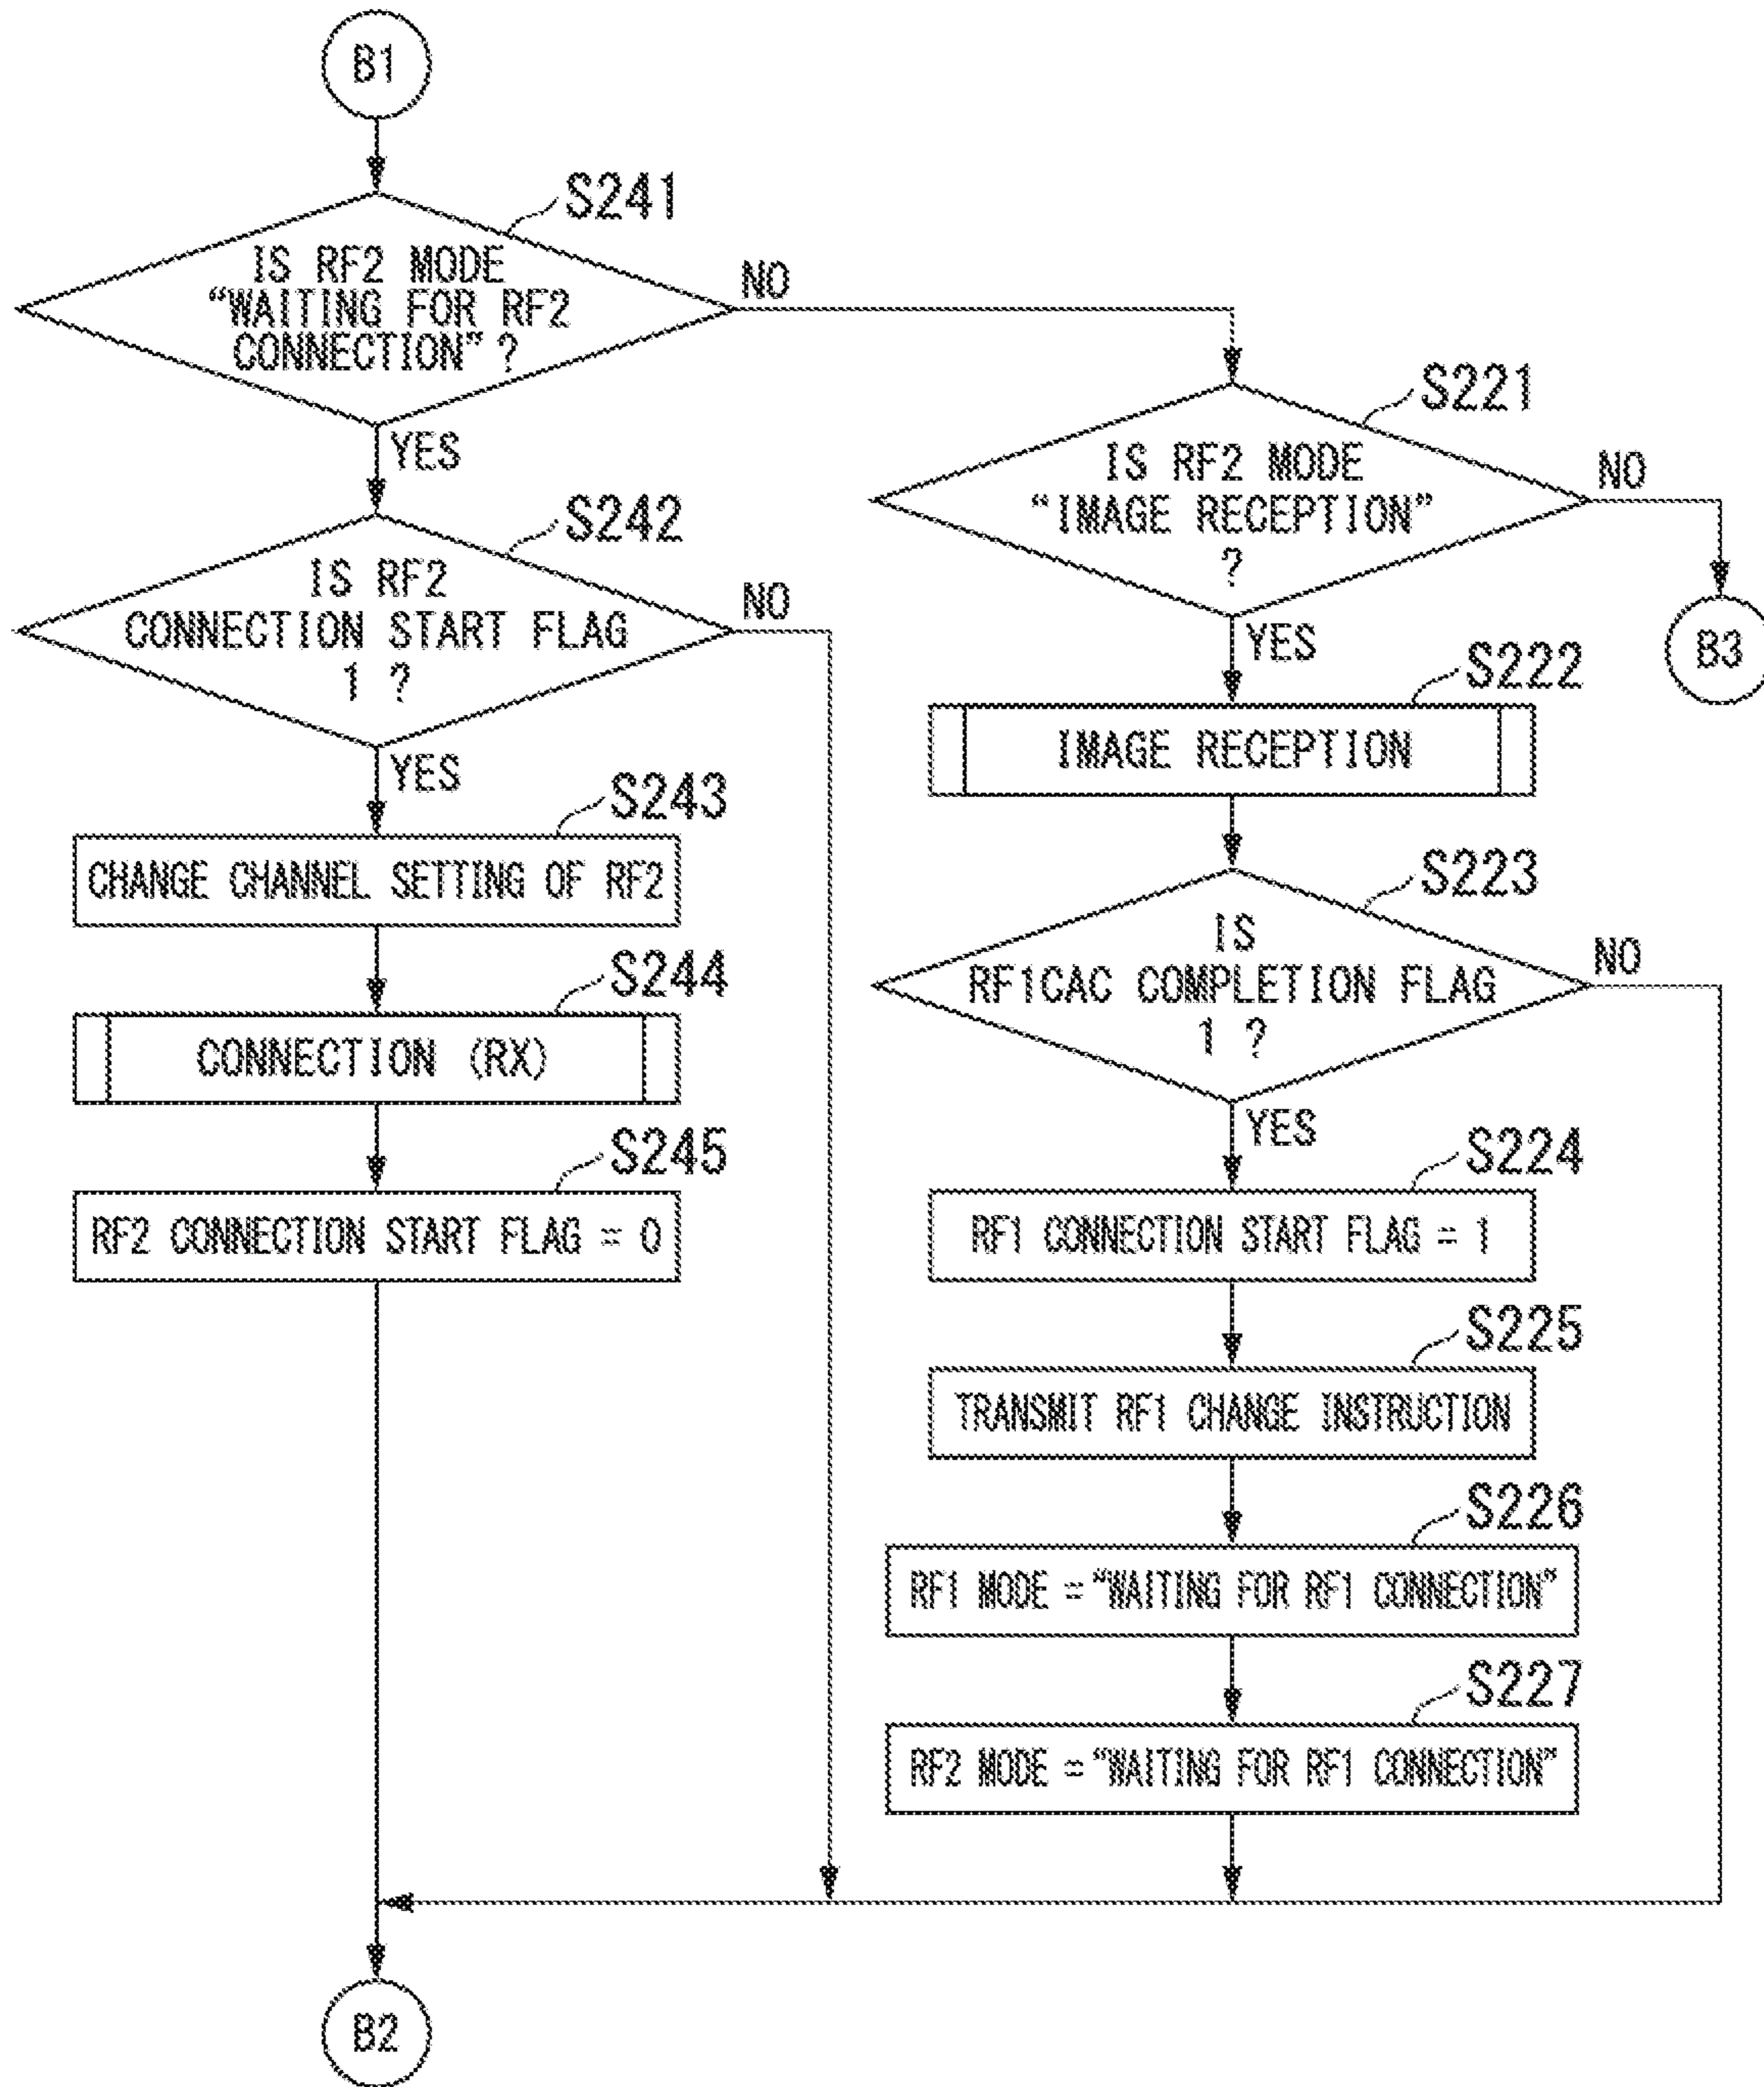 B1
S241
IS RF2 MODE
“WAITING FOR RF2
CONNECTION” ?
NO
YES
S242
IS RF2
CONNECTION START FLAG
1 ?
NO
YES
S243
CHANGE CHANNEL SETTING OF RF2
S244
CONNECTION (RX)
S245
RF2 CONNECTION START FLAG = 0
S221
IS RF2 MODE
“IMAGE RECEPTION”
?
NO
B3
YES
S222
IMAGE RECEPTION
S223
IS
RF1CAC COMPLETION FLAG
1 ?
NO
YES
S224
RF1 CONNECTION START FLAG = 1
S225
TRANSMIT RF1 CHANGE INSTRUCTION
S226
RF1 MODE = “WAITING FOR RF1 CONNECTION”
S227
RF2 MODE = “WAITING FOR RF1 CONNECTION”
B2